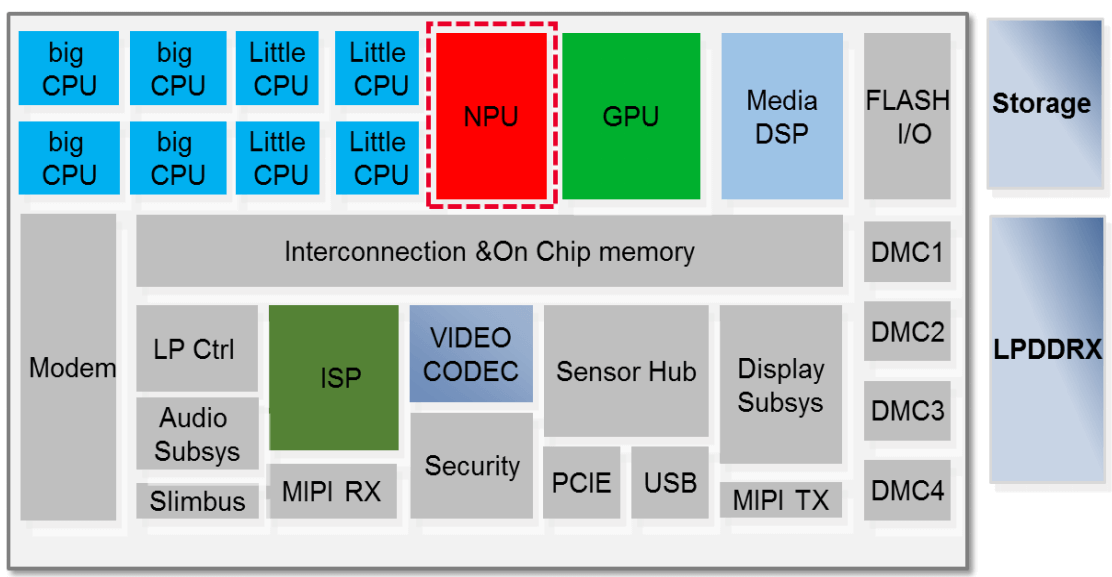 big
CPU
big
CPU
Little
CPU
Little
CPU
NPU
GPU
Media
DSP
FLASH
I/O
Storage
big
CPU
big
CPU
Little
CPU
Little
CPU
Modem
Interconnection &On Chip memory
DMC1
LPDDRX
LP Ctrl
ISP
VIDEO
CODEC
Sensor Hub
Display
Subsys
DMC2
Audio
Subsys
Security
DMC3
Slimbus
MIPI RX
PCIE
USB
MIPI TX
DMC4